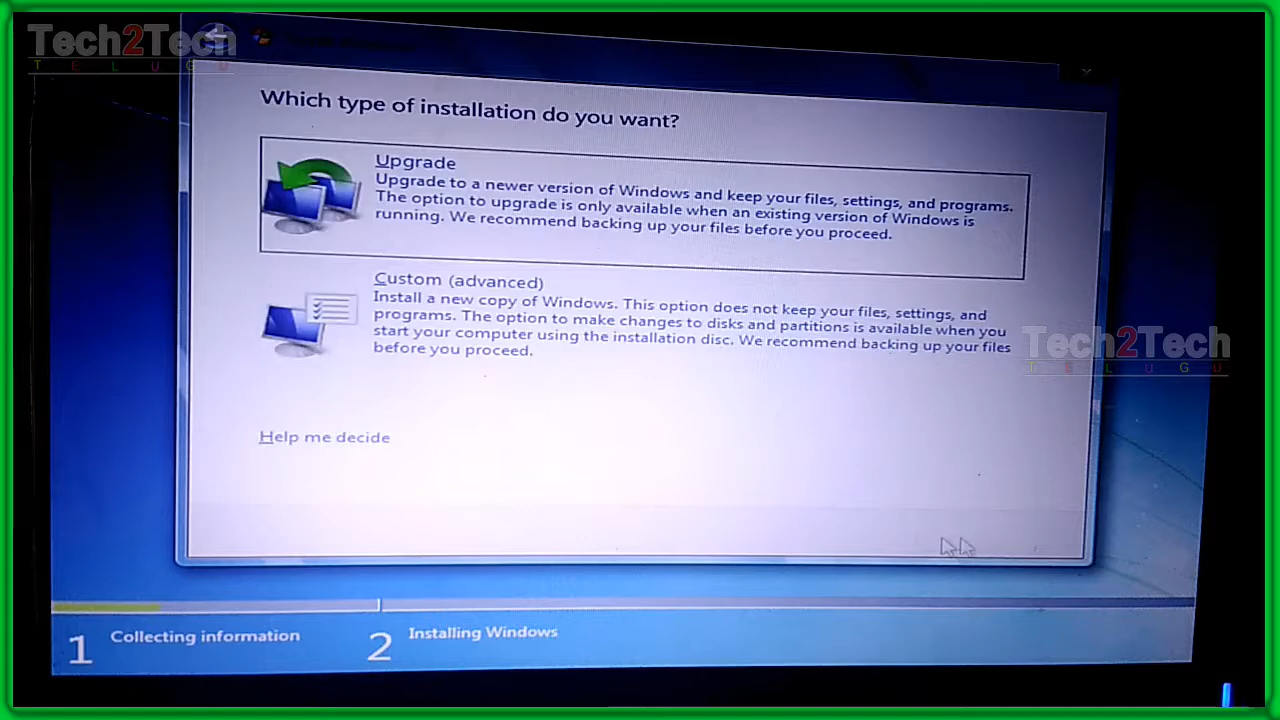 Tech2Tech
TELUGU
Which type of installation do you want?
Upgrade
Upgrade to a newer version of Windows and keep your files, settings, and programs.
The option to upgrade is only available when an existing version of Windows is
running. We recommend backing up your files before you proceed.
Custom (advanced)
Install a new copy of Windows. This option does not keep your files, settings, and
programs. The option to make changes to disks and partitions is available when you
start your computer using the installation disc. We recommend backing up your files
before you proceed.
Tech2Tech
TELUGU
Help me decide
1 Collecting information
2 Installing Windows